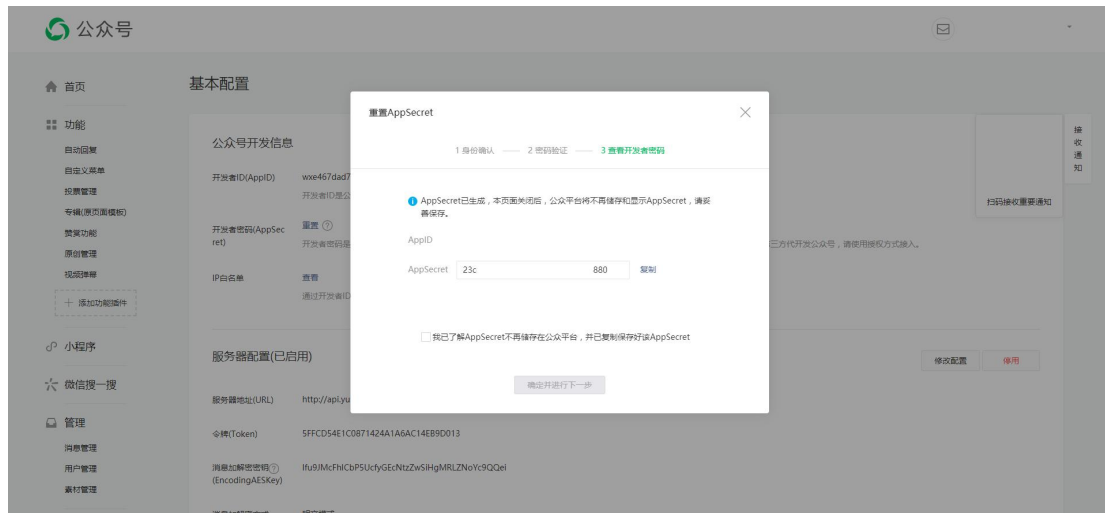 公众号
首页
基本配置
功能
自动回复
自定义菜单
投票管理
专辑(原页面模板)
赞赏功能
原创管理
视频弹幕
添加功能插件
小程序
微信搜一搜
管理
消息管理
用户管理
素材管理
公众号开发信息
开发者ID(AppID)
wxe467dad7
开发者ID是公
开发者密码(AppSec
ret)
重置
开发者密码是
三方代开发公众号，请使用授权方式接入。
IP白名单
查看
通过开发者ID
服务器配置(已启用)
修改配置
停用
服务器地址(URL)
http://api.yu
令牌(Token)
5FFCD54E1C0871424A1A6AC14EB9D013
消息加解密密钥
(EncodingAESKey)
Ifu9JMcFhlCbP5UcfyGEcNtzZwSiHgMRLZNoYc9QQei
重置AppSecret
1 身份确认
2 密码验证
3 查看开发者密码
AppSecret已生成，本页面关闭后，公众平台将不再储存和显示AppSecret，请妥
善保存。
AppID
AppSecret
23c
880
复制
我已了解AppSecret不再储存在公众平台，并已复制保存好该AppSecret
确定并进行下一步
扫码接收重要通知
接
收
通
知